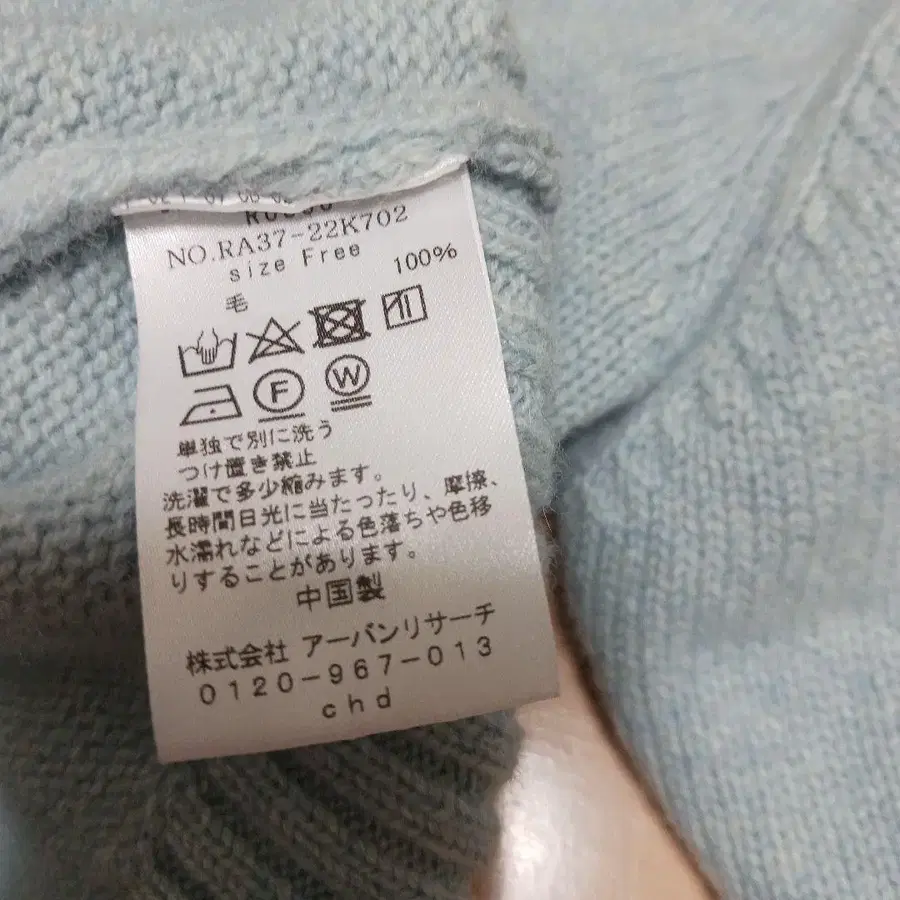 NO.RA37-22K702
size Free
毛 100%
F W
単独で別に洗う
つけ置き禁止
洗濯で多少縮みます。
長時間日光に当たったり、摩擦、
水濡れなどによる色落ちや色移
りすることがあります。
中国製
株式会社 アーバンリサーチ
0120-967-013
chd